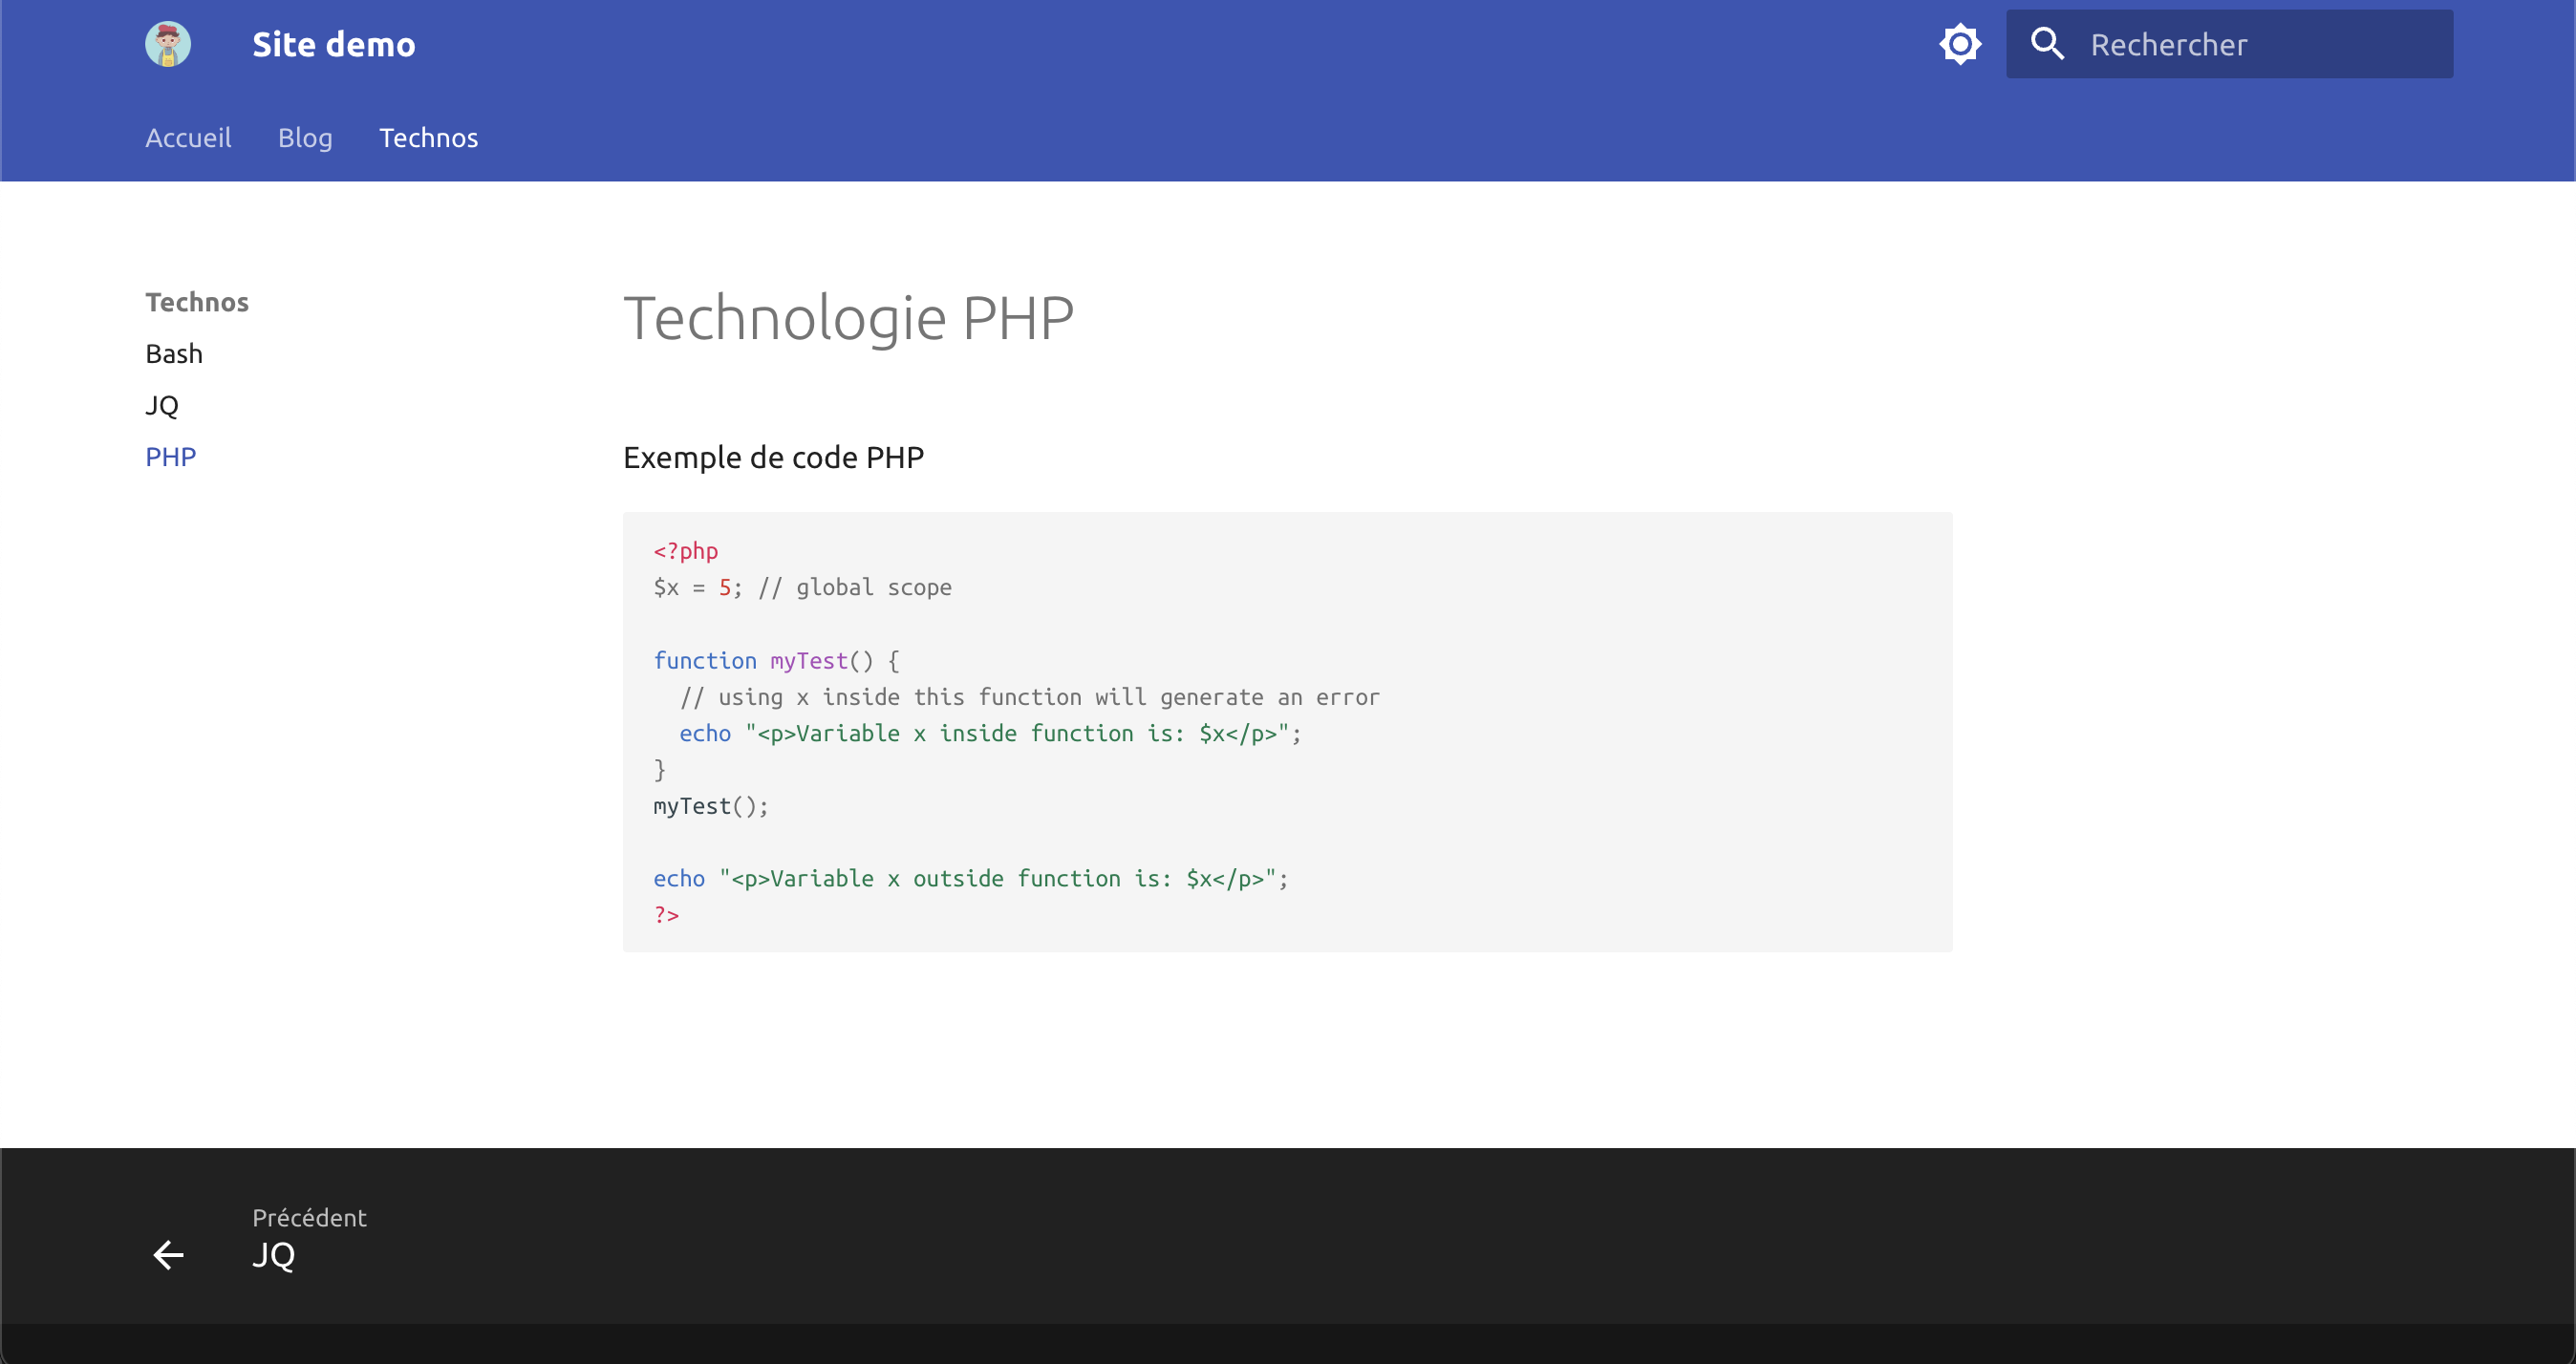 Site demo
Rechercher
Accueil Blog Technos
Technos
Bash
JQ
PHP
Technologie PHP
Exemple de code PHP
<?php
$x = 5; // global scope
function myTest() {
  // using x inside this function will generate an error
  echo "<p>Variable x inside function is: $x</p>";
}
myTest();
echo "<p>Variable x outside function is: $x</p>";
?>
Précédent
JQ